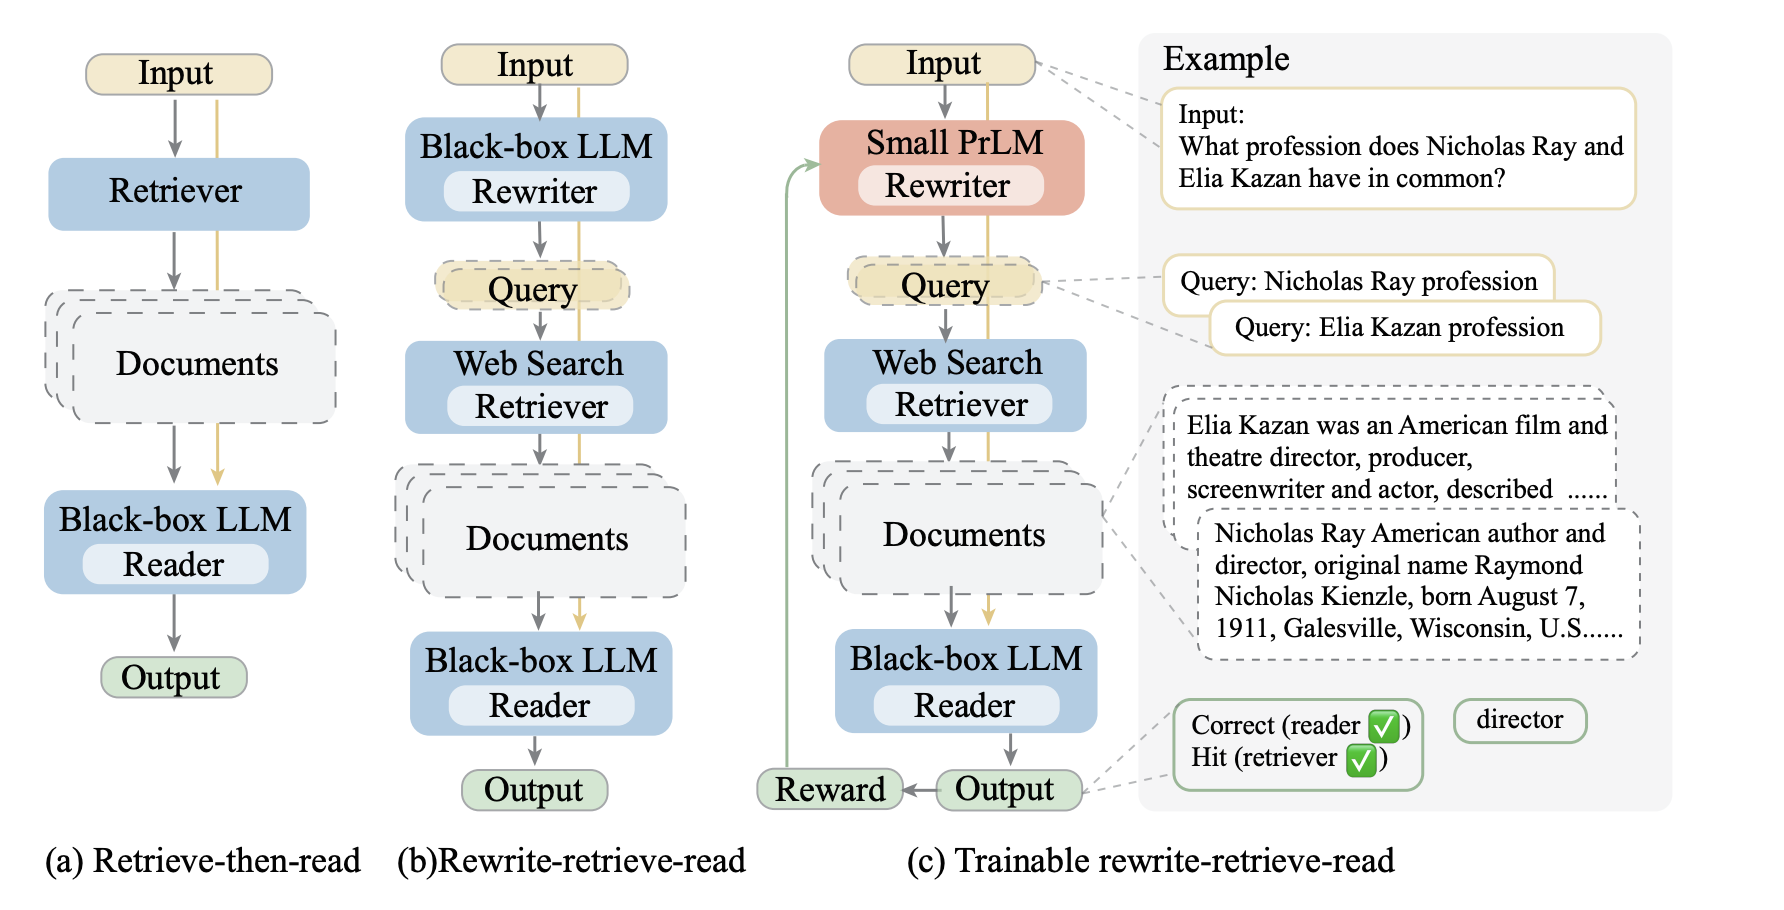 Input
Retriever
Documents
Black-box LLM
Reader
Output
(a) Retrieve-then-read
Input
Black-box LLM
Rewriter
Query
Web Search
Retriever
Documents
Black-box LLM
Reader
Output
(b)Rewrite-retrieve-read
Input
Small PrLM
Rewriter
Query
Web Search
Retriever
Documents
Black-box LLM
Reader
Reward
Output
(c) Trainable rewrite-retrieve-read
Example
Input:
What profession does Nicholas Ray and
Elia Kazan have in common?
Query: Nicholas Ray profession
Query: Elia Kazan profession
Elia Kazan was an American film and
theatre director, producer,
screenwriter and actor, described ......
Nicholas Ray American author and
director, original name Raymond
Nicholas Kienzle, born August 7,
1911, Galesville, Wisconsin, U.S......
Correct (reader ✅)
Hit (retriever ✅)
director